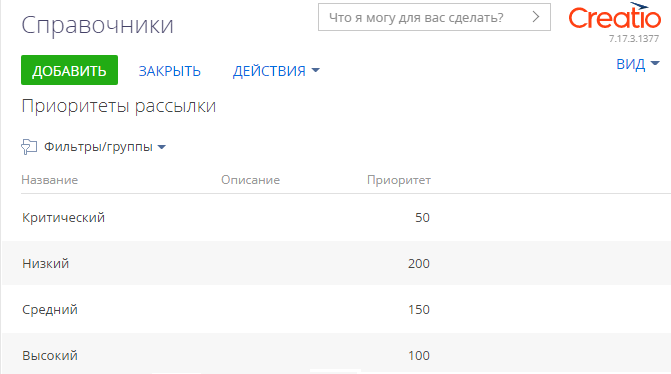 Справочники
Что я могу для вас сделать?
Creatio
7.17.3.1377
ДОБАВИТЬ ЗАКРЫТЬ ДЕЙСТВИЯ ВИД
Приоритеты рассылки
Фильтры/группы
Название Описание Приоритет
Критический 50
Низкий 200
Средний 150
Высокий 100